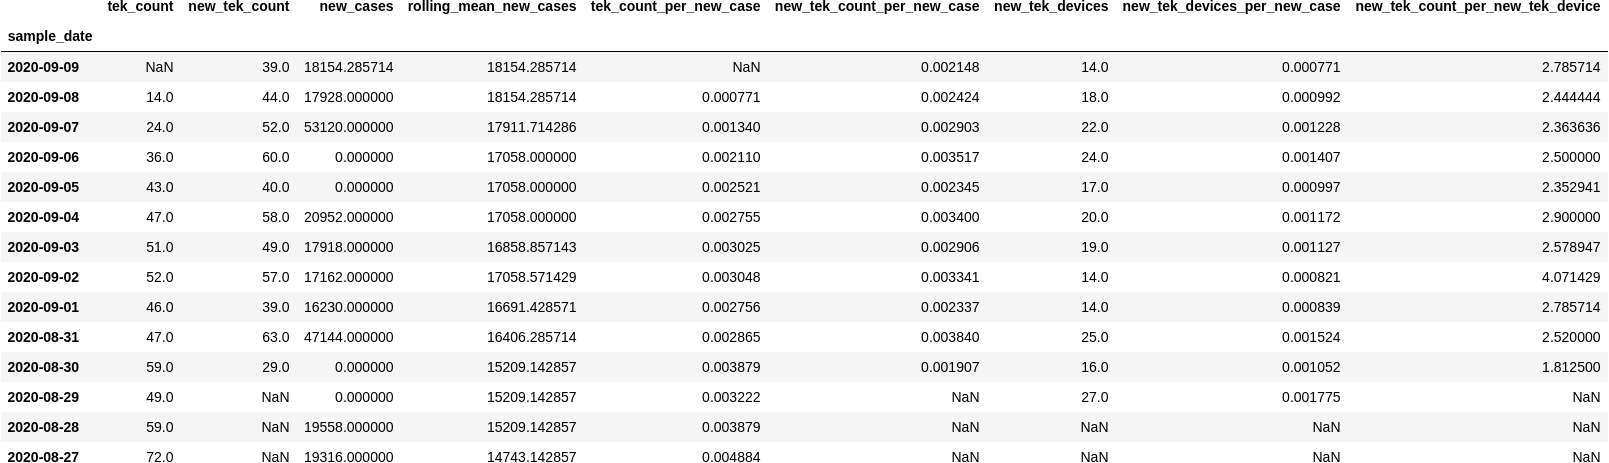 tek_count new_tek_count new_cases rolling_mean_new_cases tek_count_per_new_case new_tek_count_per_new_case new_tek_devices new_tek_devices_per_new_case new_tek_count_per_new_tek_device
sample_date
2020-09-09 NaN 39.0 18154.285714 18154.285714 NaN 0.002148 14.0 0.000771 2.785714
2020-09-08 14.0 44.0 17928.000000 18154.285714 0.000771 0.002424 18.0 0.000992 2.444444
2020-09-07 24.0 52.0 53120.000000 17911.714286 0.001340 0.002903 22.0 0.001228 2.363636
2020-09-06 36.0 60.0 0.000000 17058.000000 0.002110 0.003517 24.0 0.001407 2.500000
2020-09-05 43.0 40.0 0.000000 17058.000000 0.002521 0.002345 17.0 0.000997 2.352941
2020-09-04 47.0 58.0 20952.000000 17058.000000 0.002755 0.003400 20.0 0.001172 2.900000
2020-09-03 51.0 49.0 17918.000000 16858.857143 0.003025 0.002906 19.0 0.001127 2.578947
2020-09-02 52.0 57.0 17162.000000 17058.571429 0.003048 0.003341 14.0 0.000821 4.071429
2020-09-01 46.0 39.0 16230.000000 16691.428571 0.002756 0.002337 14.0 0.000839 2.785714
2020-08-31 47.0 63.0 47144.000000 16406.285714 0.002865 0.003840 25.0 0.001524 2.520000
2020-08-30 59.0 29.0 0.000000 15209.142857 0.003879 0.001907 16.0 0.001052 1.812500
2020-08-29 49.0 NaN 0.000000 15209.142857 0.003222 NaN 27.0 0.001775 NaN
2020-08-28 59.0 NaN 19558.000000 15209.142857 0.003879 NaN NaN NaN NaN
2020-08-27 72.0 NaN 19316.000000 14743.142857 0.004884 NaN NaN NaN NaN